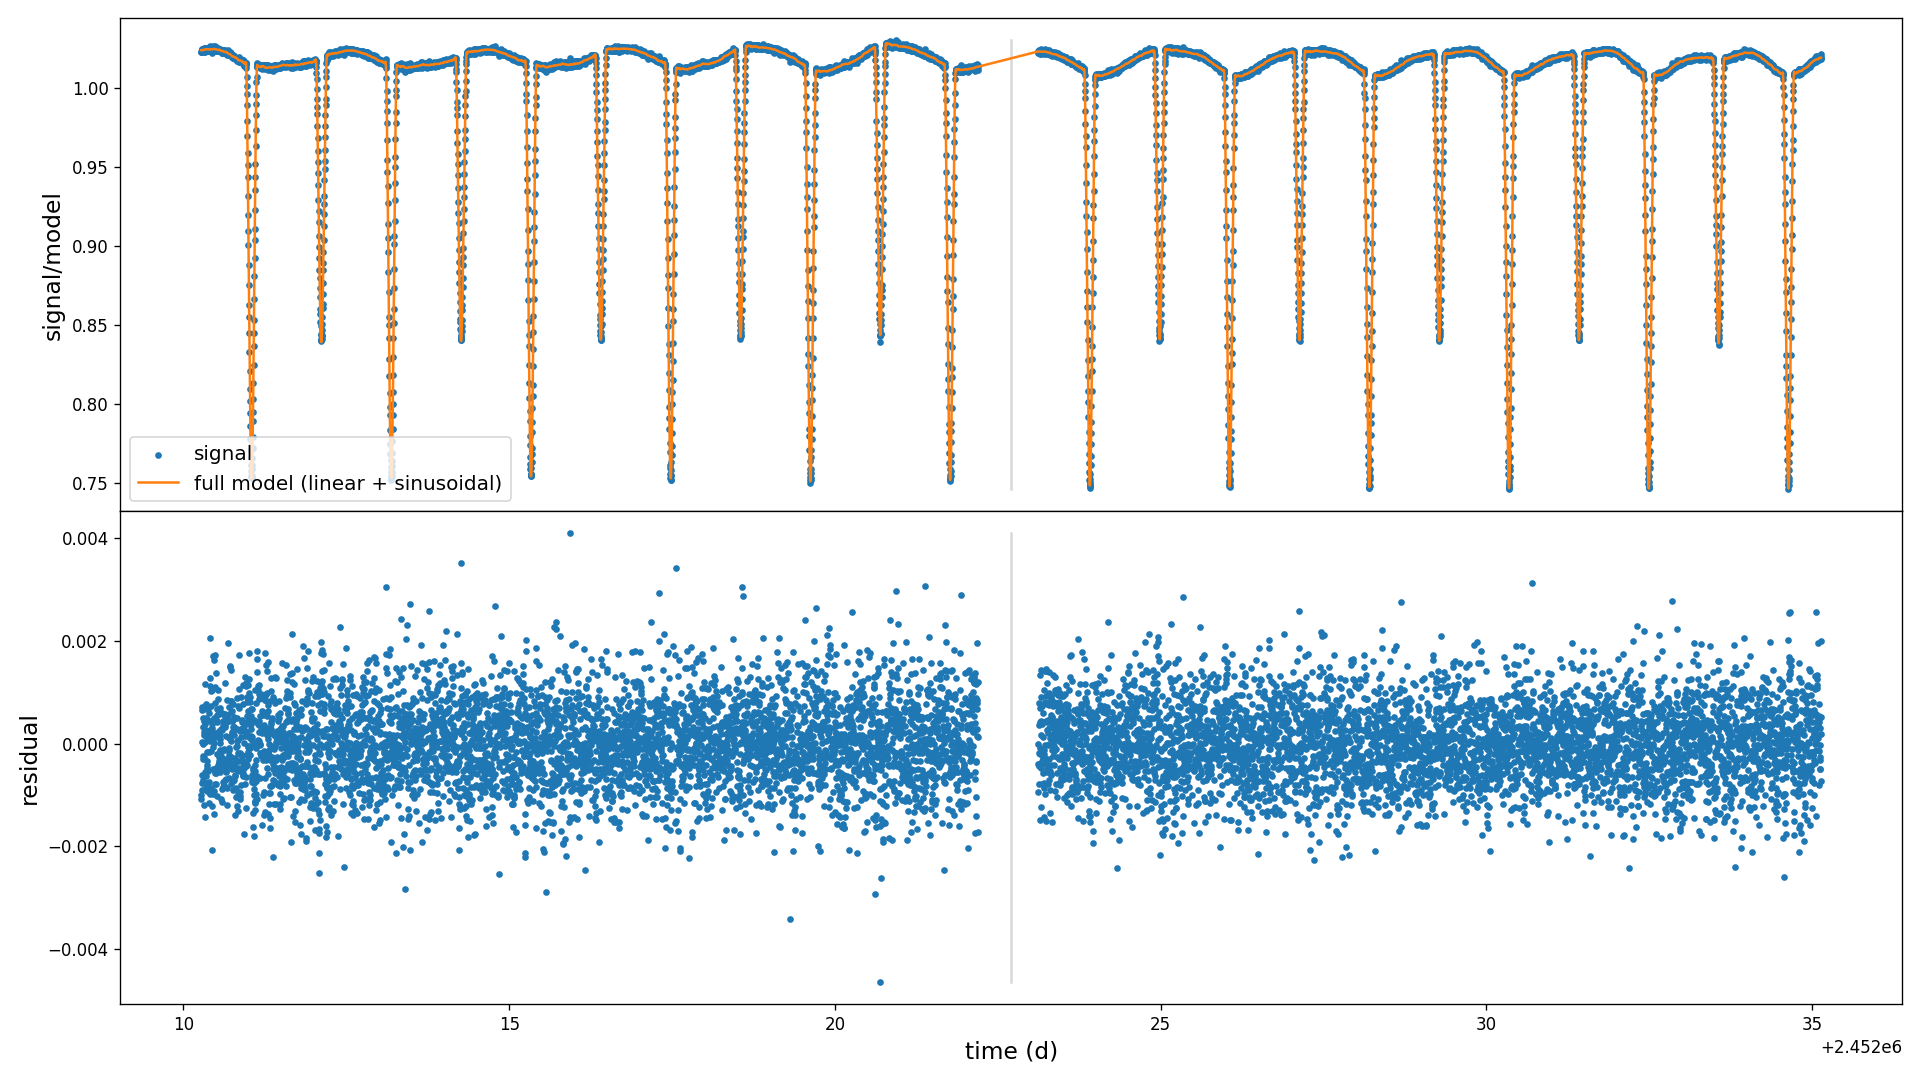 signal/model
1.00
0.95
0.90
0.85
0.80
0.75
signal
full model (linear + sinusoidal)
residual
0.004
0.002
0.000
−0.002
−0.004
10
15
20
25
30
35
time (d)
+2.452e6